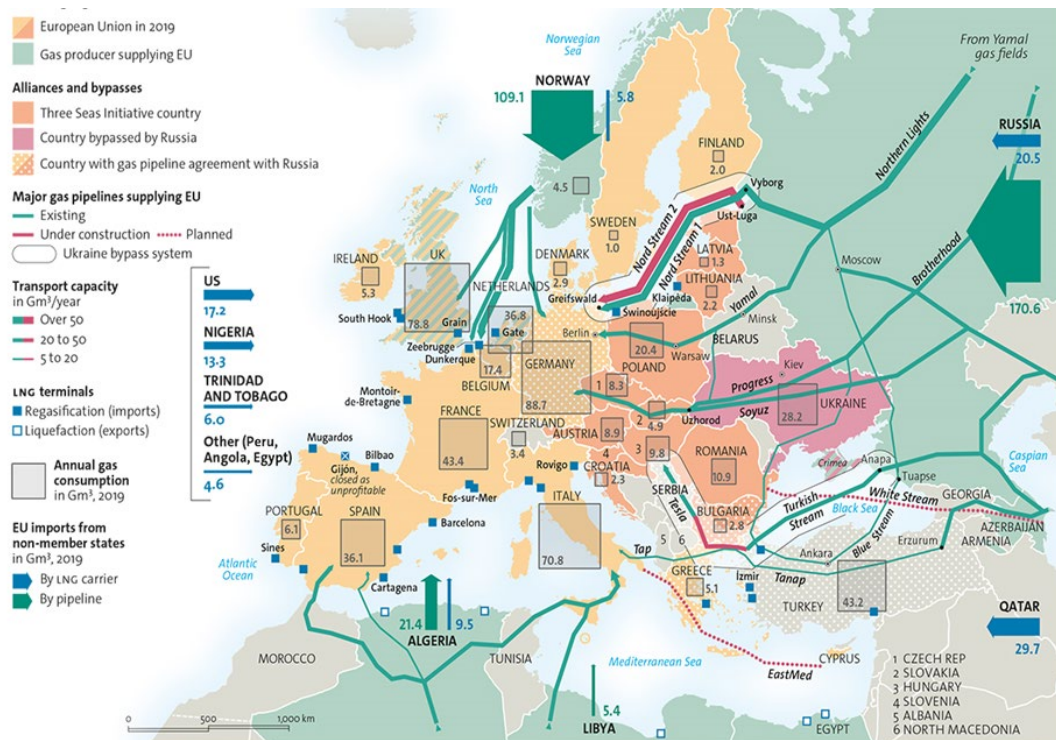 European Union in 2019
Gas producer supplying EU
Alliances and bypasses
Three Seas Initiative country
Country bypassed by Russia
Country with gas pipeline agreement with Russia
Major gas pipelines supplying EU
Existing
Under construction
Planned
Ukraine bypass system
Transport capacity
in Gm³/year
Over 50
20 to 50
5 to 20
LNG terminals
Regasification (imports)
Liquefaction (exports)
Annual gas
consumption
in Gm³, 2019
EU imports from
non-member states
in Gm³, 2019
By LNG carrier
By pipeline
US
17.2
NIGERIA
13.3
TRINIDAD
AND TOBAGO
6.0
Other (Peru,
Angola, Egypt)
4.6
Norwegian
Sea
NORWAY
109.1
5.8
4.5
From Yamal
gas fields
RUSSIA
20.5
170.6
Northern Lights
Brotherhood
FINLAND
2.0
Vyborg
Ust-Luga
North
Sea
SWEDEN
1.0
Nord Stream 2
Nord Stream 1
LATVIA
1.3
LITHUANIA
2.2
Moscow
IRELAND
5.3
UK
78.8
DENMARK
2.9
NETHERLANDS
36.8
Greifswald
Klaipėda
Świnoujście
Yamal
Minsk
BELARUS
South Hook
Grain
Gate
Zeebrugge
Dunkerque
17.4
BELGIUM
Berlin
GERMANY
88.7
Warsaw
20.4
POLAND
Kiev
Progress
Soyuz
UKRAINE
28.2
Uzhorod
1
8.3
2
4.9
Montoir-
de-Bretagne
FRANCE
43.4
SWITZERLAND
3.4
AUSTRIA
8.9
3
9.8
4
CROATIA
2.3
ROMANIA
10.9
Crimea
Anapa
Tuapse
Caspian
Sea
Mugardos
Bilbao
Gijón,
closed as
unprofitable
Fos-sur-Mer
Rovigo
ITALY
70.8
SERBIA
Tesla
BULGARIA
2.8
Turkish
Stream
White Stream
Black Sea
Blue Stream
GEORGIA
AZERBAIJAN
ARMENIA
PORTUGAL
6.1
SPAIN
36.1
Barcelona
5
6
Tap
Ankara
Erzurum
Tanap
Sines
Atlantic
Ocean
Cartagena
GREECE
5.1
İzmir
TURKEY
43.2
21.4
9.5
ALGERIA
QATAR
29.7
MOROCCO
TUNISIA
Mediterranean Sea
EastMed
CYPRUS
5.4
LIBYA
EGYPT
1 CZECH REP
2 SLOVAKIA
3 HUNGARY
4 SLOVENIA
5 ALBANIA
6 NORTH MACEDONIA
0
500
1,000 km